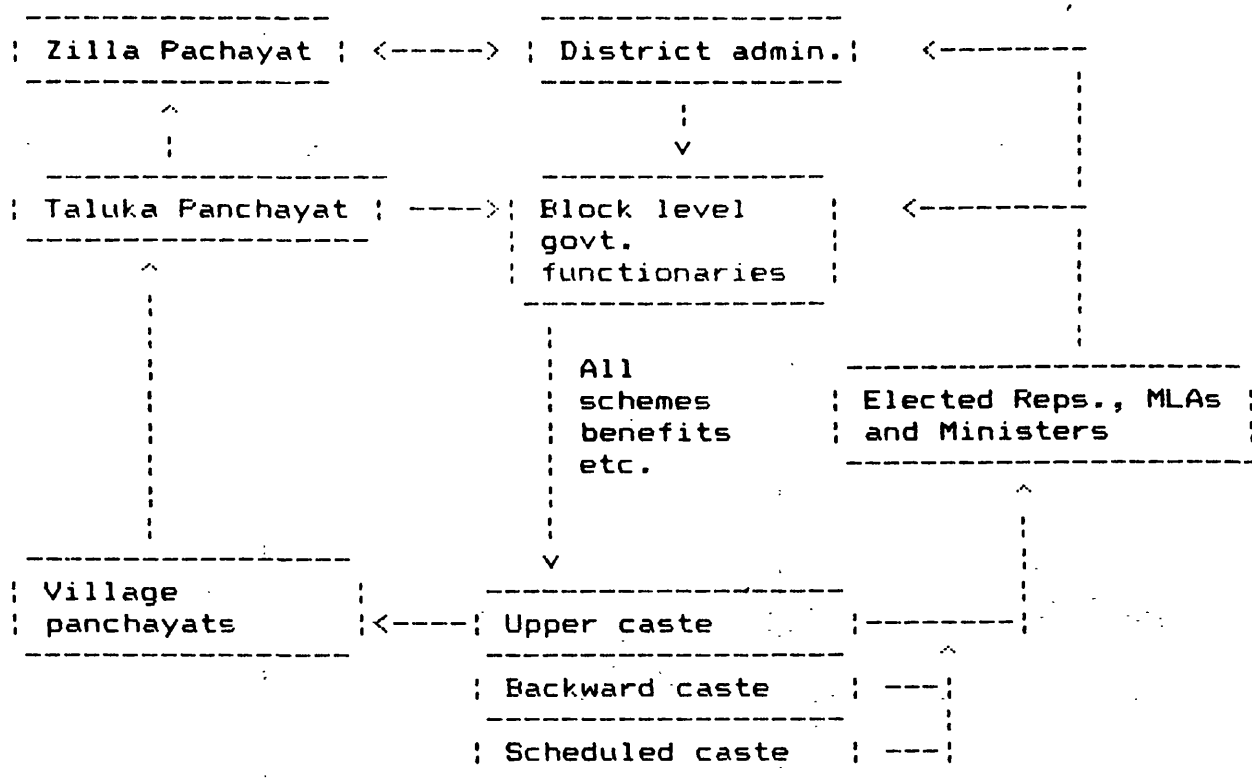 Zilla Pachayat
District admin.
Taluka Panchayat
Block level
govt.
functionaries
All
schemes
benefits
etc.
Elected Reps., MLAs
and Ministers
Village
panchayats
Upper caste
Backward caste
Scheduled caste